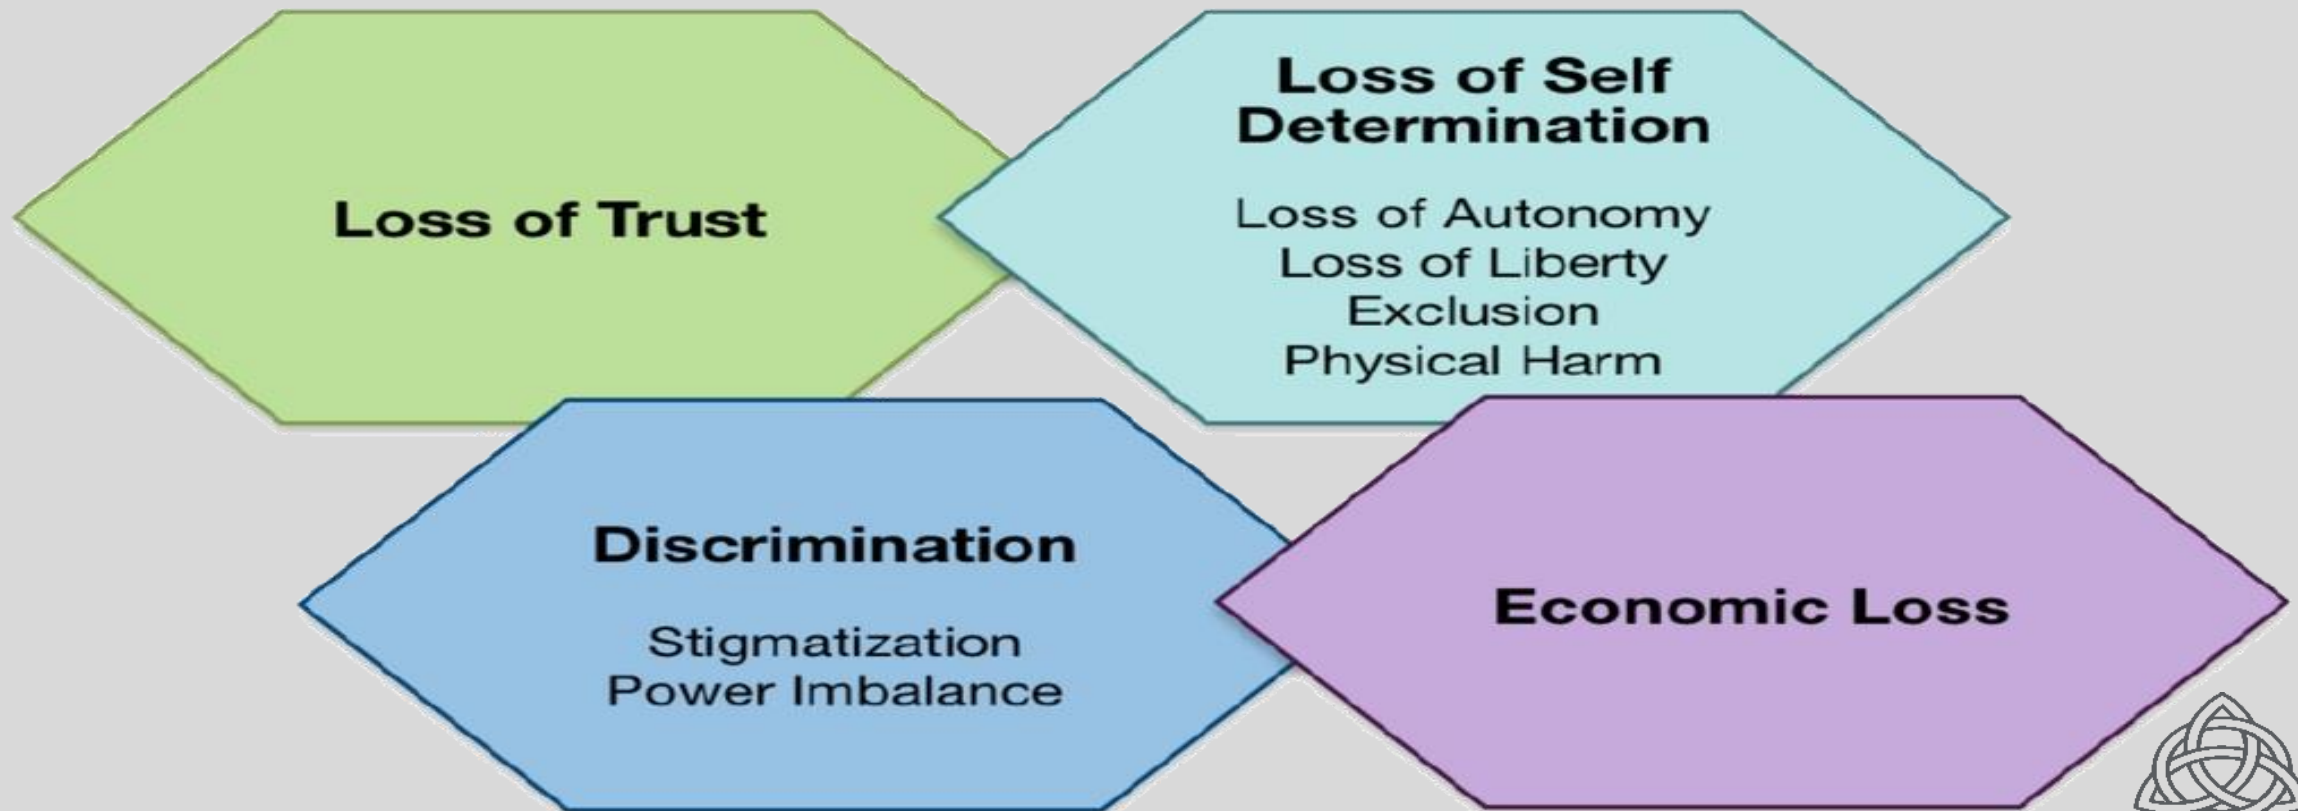 Loss of Trust
Loss of Self
Determination
Loss of Autonomy
Loss of Liberty
Exclusion
Physical Harm
Discrimination
Stigmatization
Power Imbalance
Economic Loss